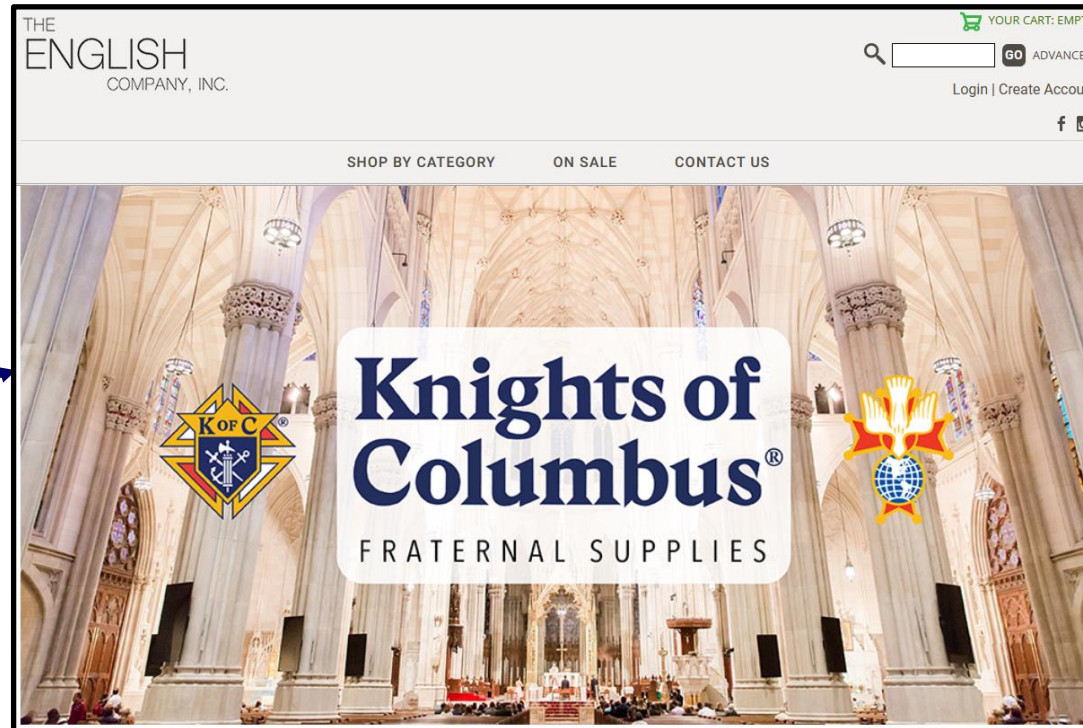 THE
ENGLISH
COMPANY, INC.
YOUR CART: EMPT
GO ADVANCE
Login | Create Accou
f
SHOP BY CATEGORY ON SALE CONTACT US
K OF C ®
Knights of
Columbus®
FRATERNAL SUPPLIES